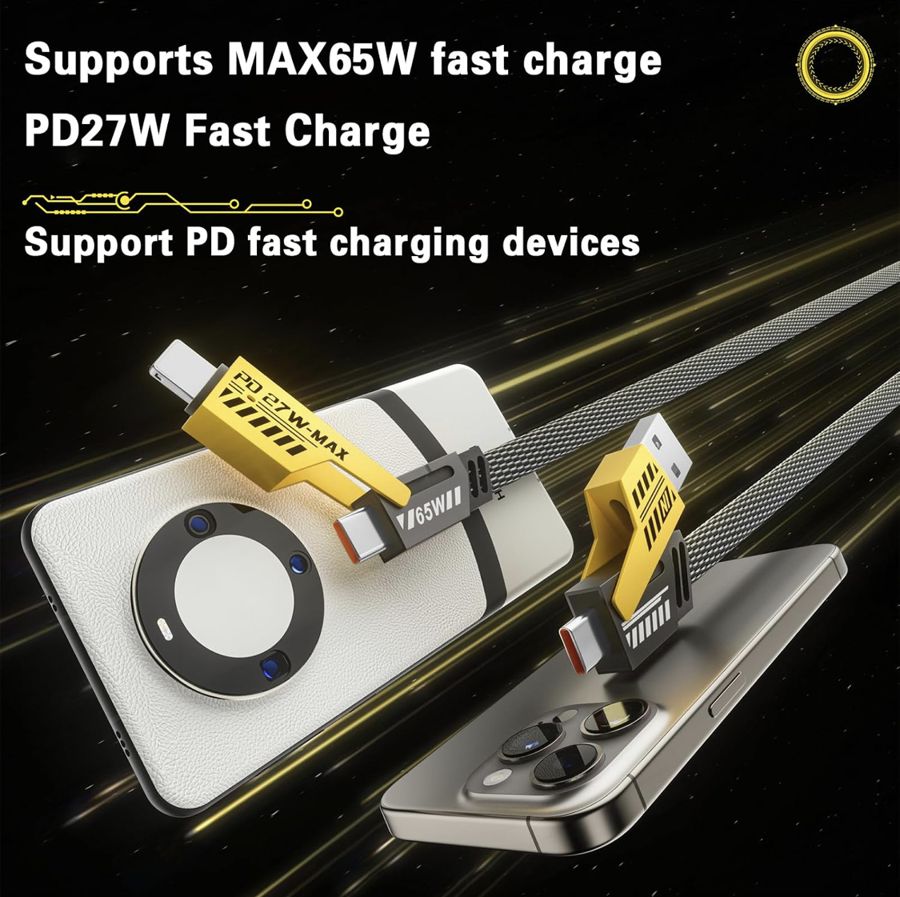 Supports MAX65W fast charge
PD27W Fast Charge
Support PD fast charging devices
PD 27W-MAX
65W